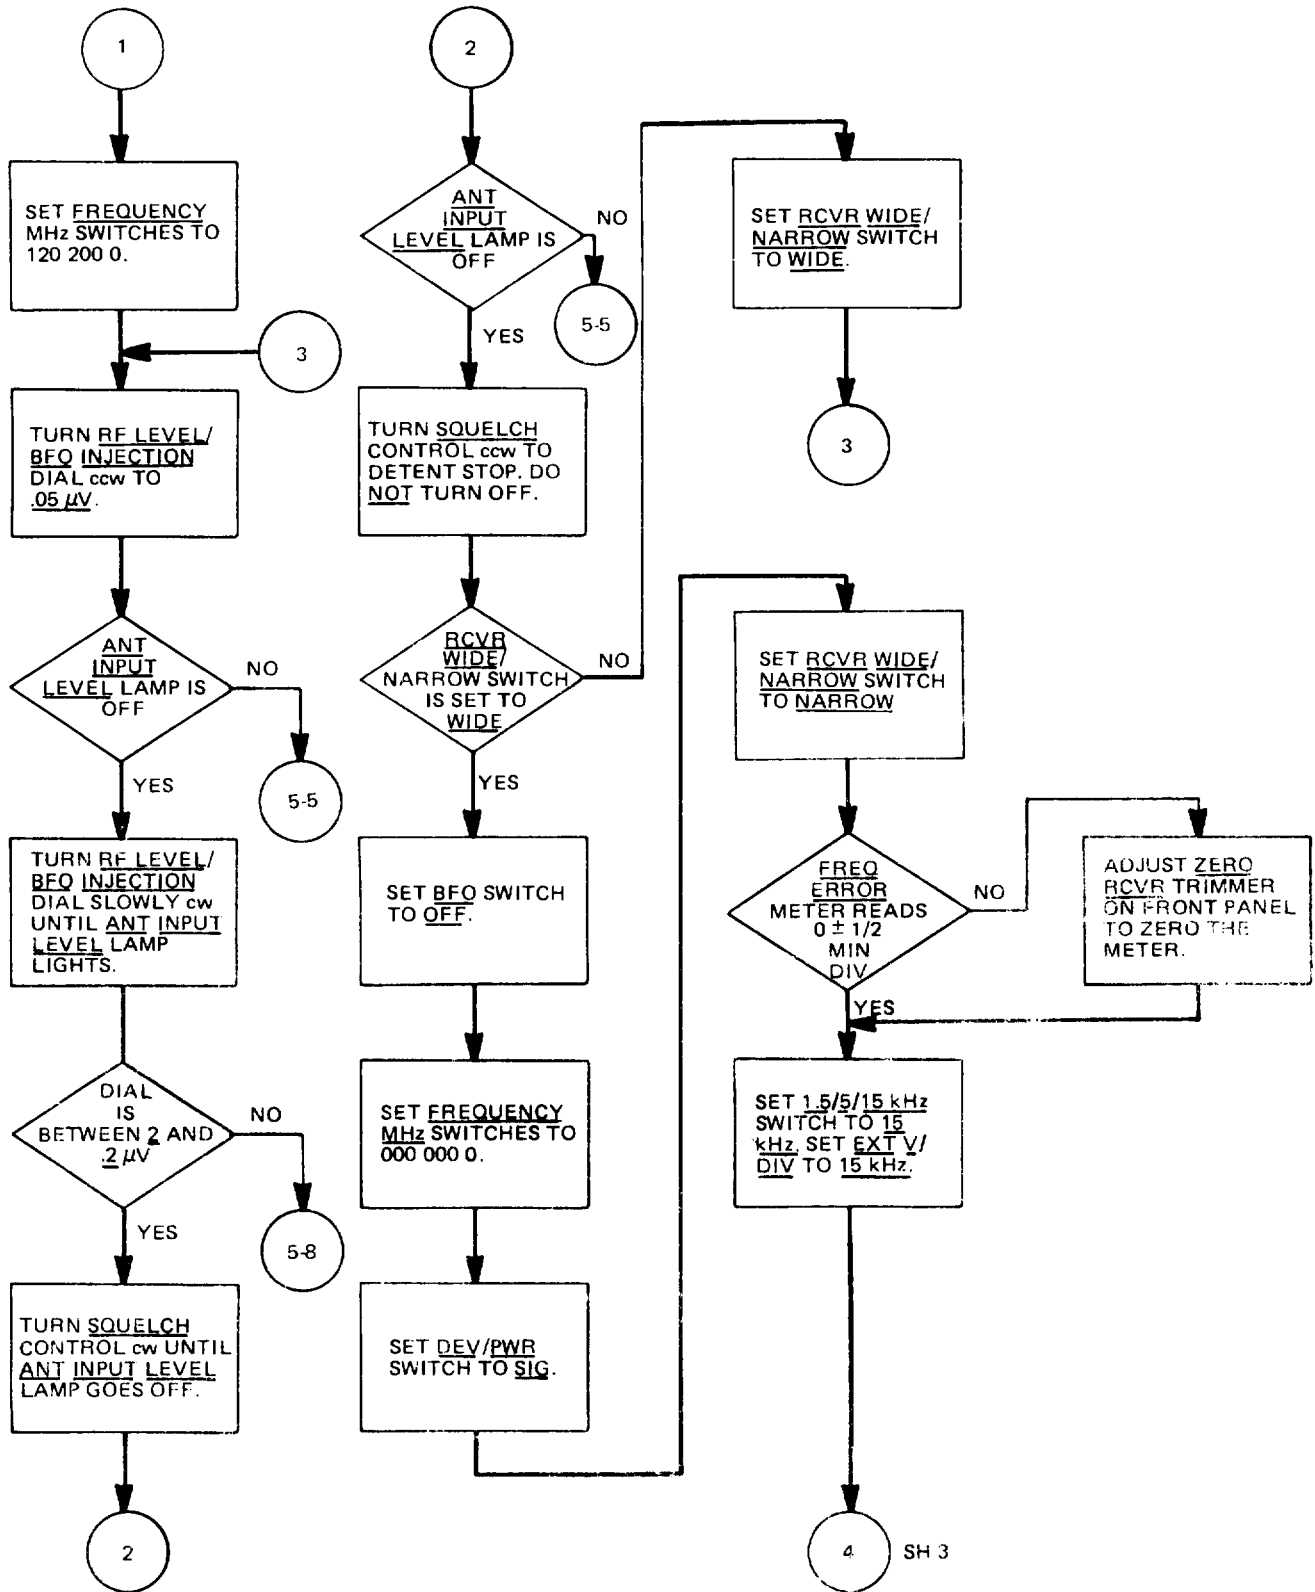 1
SET FREQUENCY
MHz SWITCHES TO
120 200 0.
3
TURN RF LEVEL/
BFO INJECTION
DIAL ccw TO
.05 µV.
ANT
INPUT
LEVEL LAMP IS
OFF
NO
5-5
YES
TURN RF LEVEL/
BFO INJECTION
DIAL SLOWLY cw
UNTIL ANT INPUT
LEVEL LAMP
LIGHTS.
DIAL
IS
BETWEEN 2 AND
.2 µV
NO
5-8
YES
TURN SQUELCH
CONTROL cw UNTIL
ANT INPUT LEVEL
LAMP GOES OFF.
2
2
ANT
INPUT
LEVEL LAMP IS
OFF
NO
5-5
YES
TURN SQUELCH
CONTROL ccw TO
DETENT STOP. DO
NOT TURN OFF.
RCVR
WIDE/
NARROW SWITCH
IS SET TO
WIDE
NO
YES
SET BFO SWITCH
TO OFF.
SET FREQUENCY
MHz SWITCHES TO
000 000 0.
SET DEV/PWR
SWITCH TO SIG.
SET RCVR WIDE/
NARROW SWITCH
TO WIDE.
3
SET RCVR WIDE/
NARROW SWITCH
TO NARROW
FREQ
ERROR
METER READS
0 ± 1/2
MIN
DIV
NO
ADJUST ZERO
RCVR TRIMMER
ON FRONT PANEL
TO ZERO THE
METER.
YES
SET 1.5/5/15 kHz
SWITCH TO 15
kHz. SET EXT V/
DIV TO 15 kHz.
4
SH 3